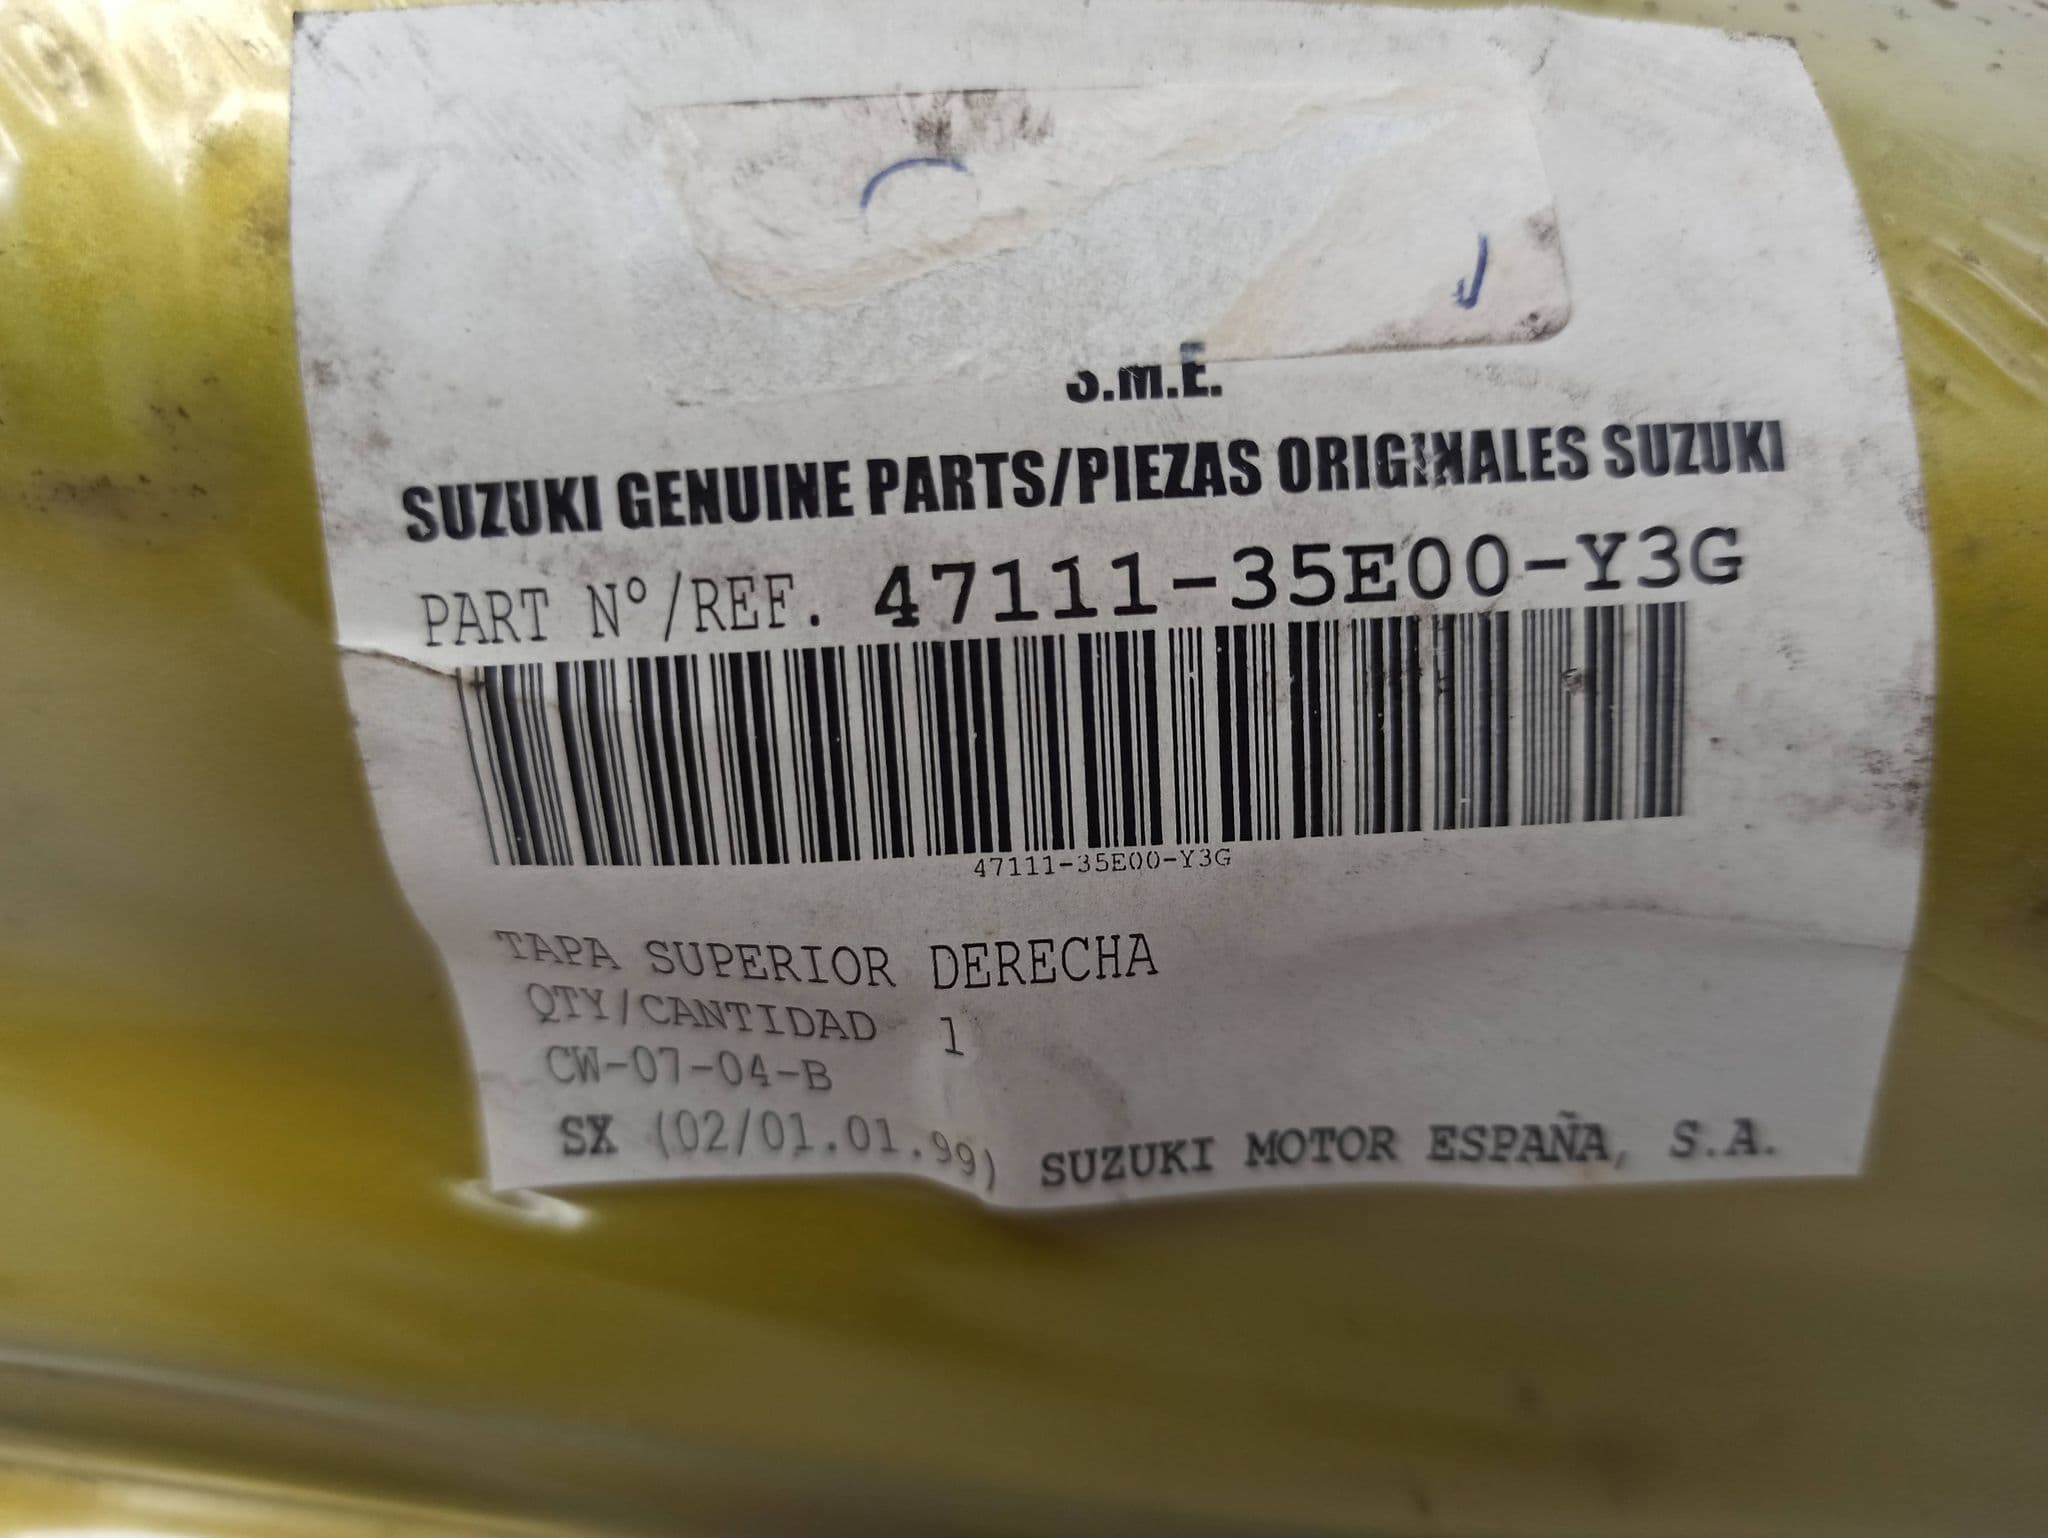 S.M.E.
SUZUKI GENUINE PARTS/PIEZAS ORIGINALES SUZUKI
PART Nº/REF. 47111-35E00-Y3G
47111-35E00-Y3G
TAPA SUPERIOR DERECHA
QTY/CANTIDAD 1
CW-07-04-B
SX (02/01.01.99) SUZUKI MOTOR ESPAÑA, S.A.